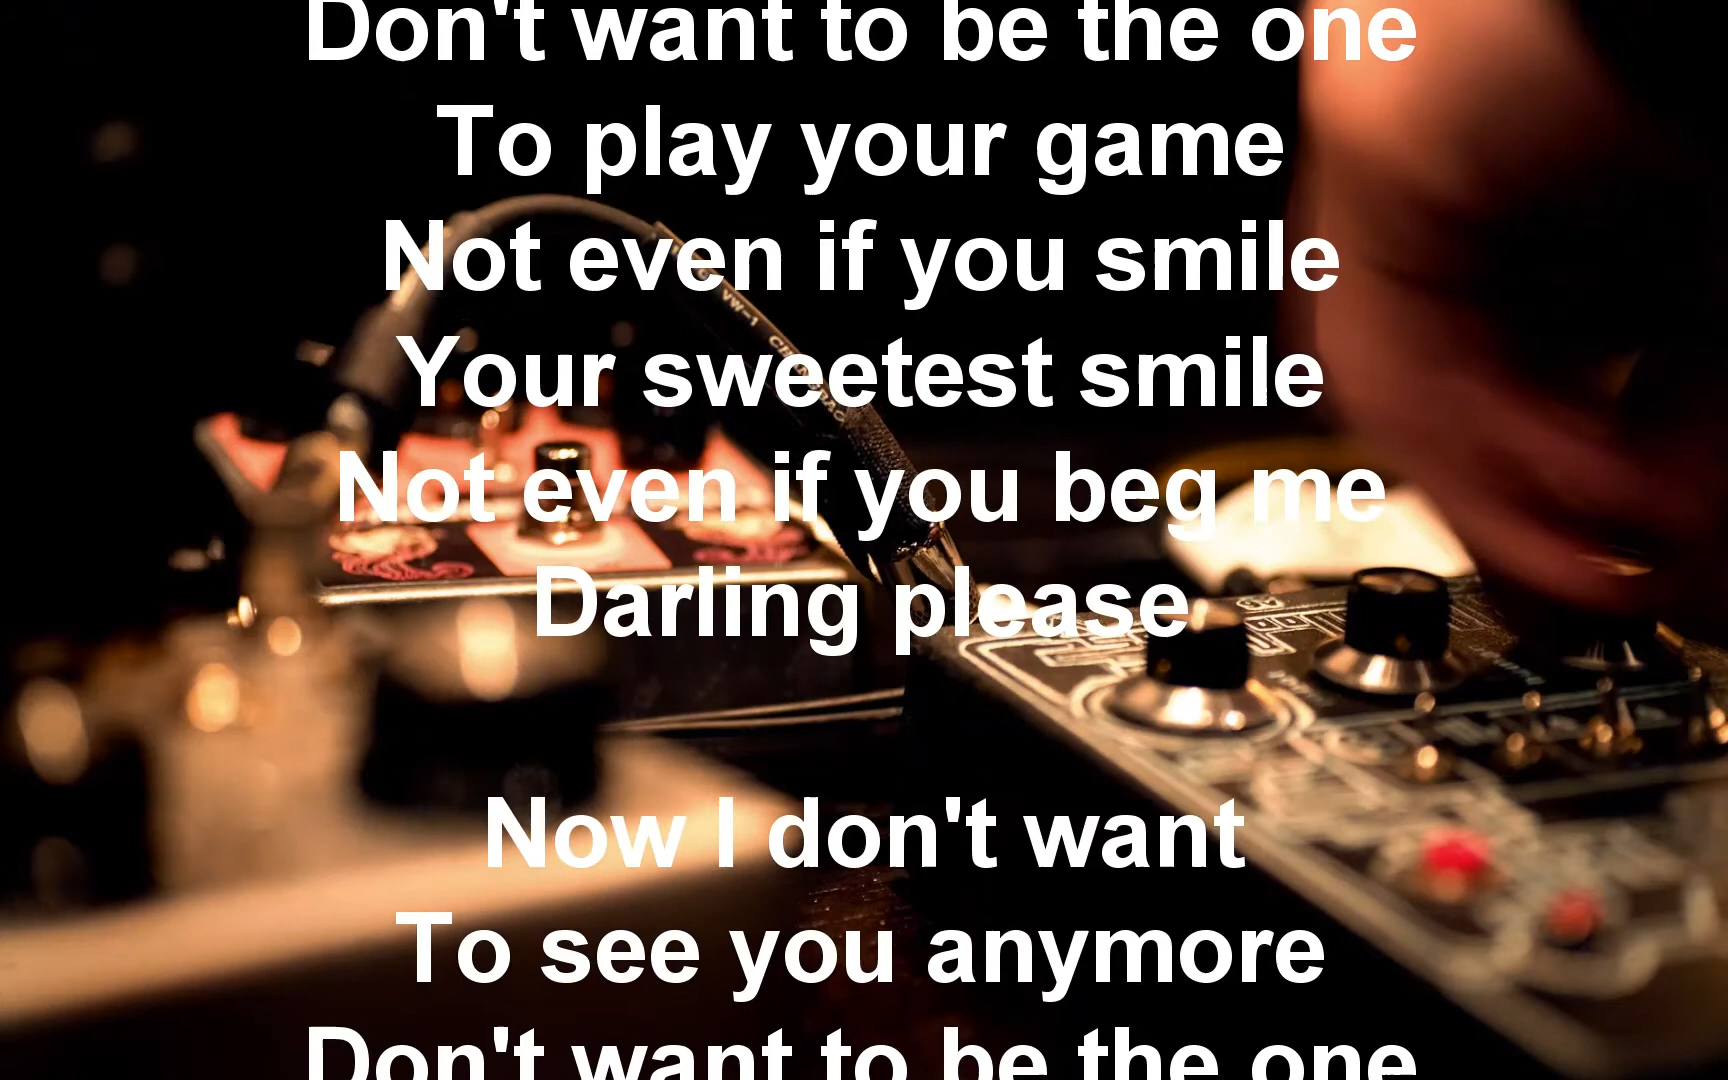 Don't want to be the one
To play your game
Not even if you smile
Your sweetest smile
Not even if you beg me
Darling please
Now I don't want
To see you anymore
Don't want to be the one
VW-1